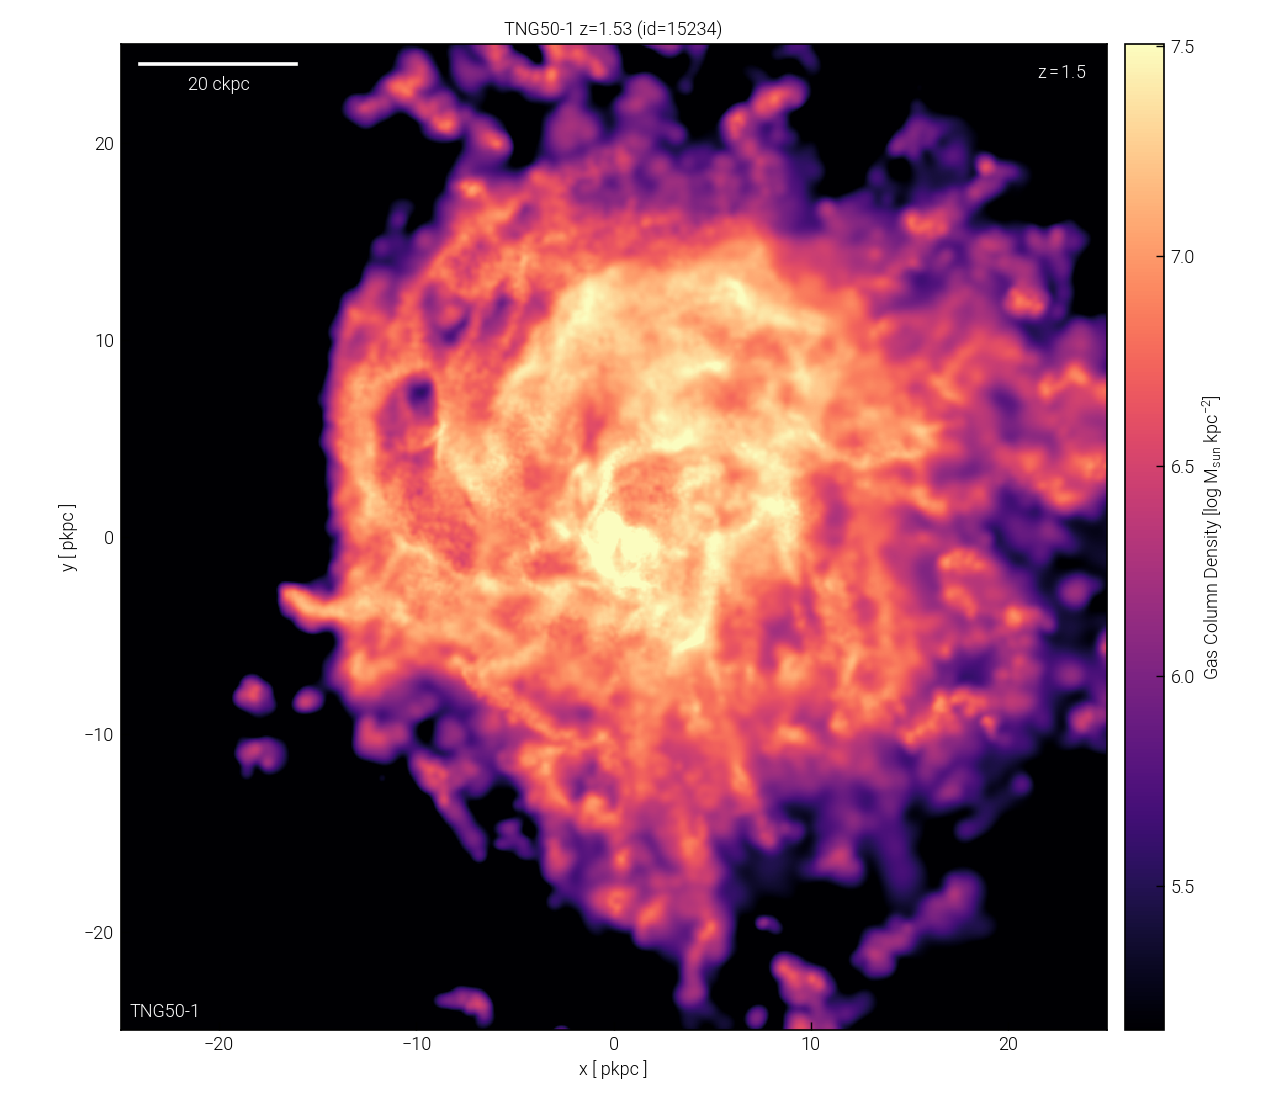 TNG50-1 z=1.53 (id=15234)
20 ckpc
z = 1.5
TNG50-1
y [ pkpc ]
20
10
0
−10
−20
−20
−10
0
10
20
x [ pkpc ]
7.5
7.0
6.5
6.0
5.5
Gas Column Density [log M_sun kpc^−2]